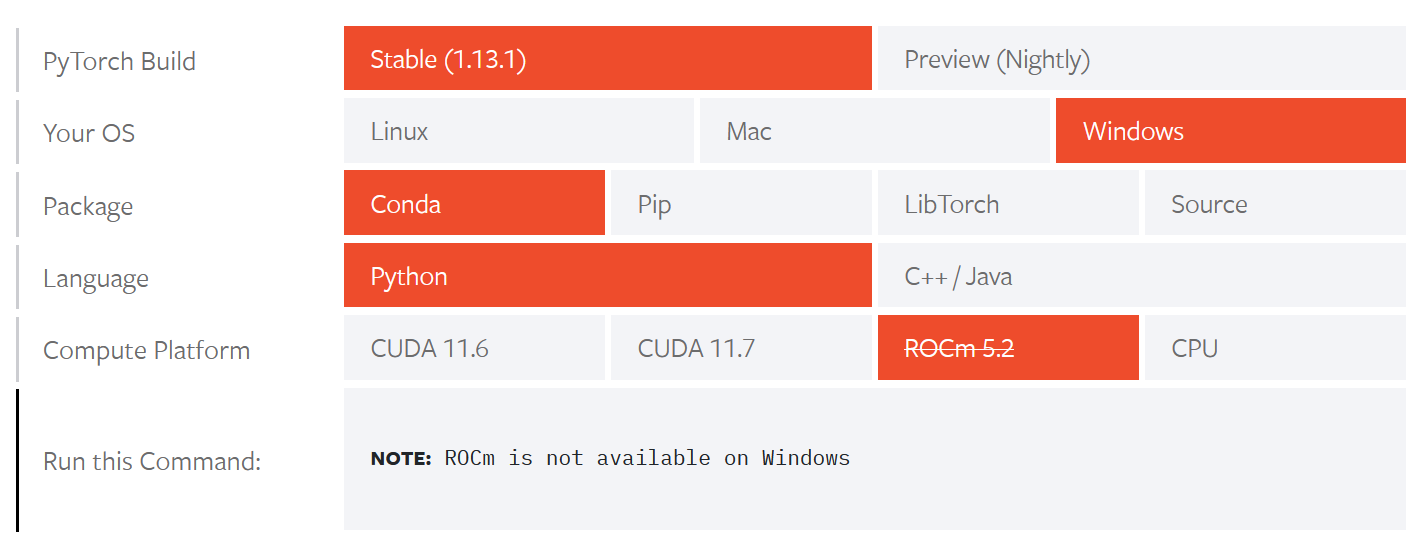 PyTorch Build
Stable (1.13.1)
Preview (Nightly)
Your OS
Linux
Mac
Windows
Package
Conda
Pip
LibTorch
Source
Language
Python
C++ / Java
Compute Platform
CUDA 11.6
CUDA 11.7
ROCm 5.2
CPU
Run this Command:
NOTE: ROCm is not available on Windows